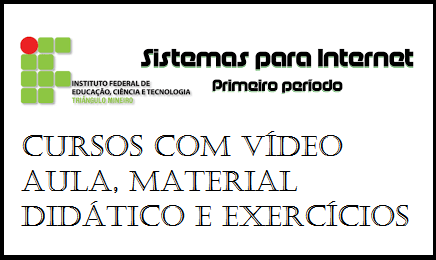 Sistemas para Internet
Primeiro período
INSTITUTO FEDERAL DE
EDUCAÇÃO, CIÊNCIA E TECNOLOGIA
TRIÂNGULO MINEIRO
CURSOS COM VÍDEO
AULA, MATERIAL
DIDÁTICO E EXERCÍCIOS